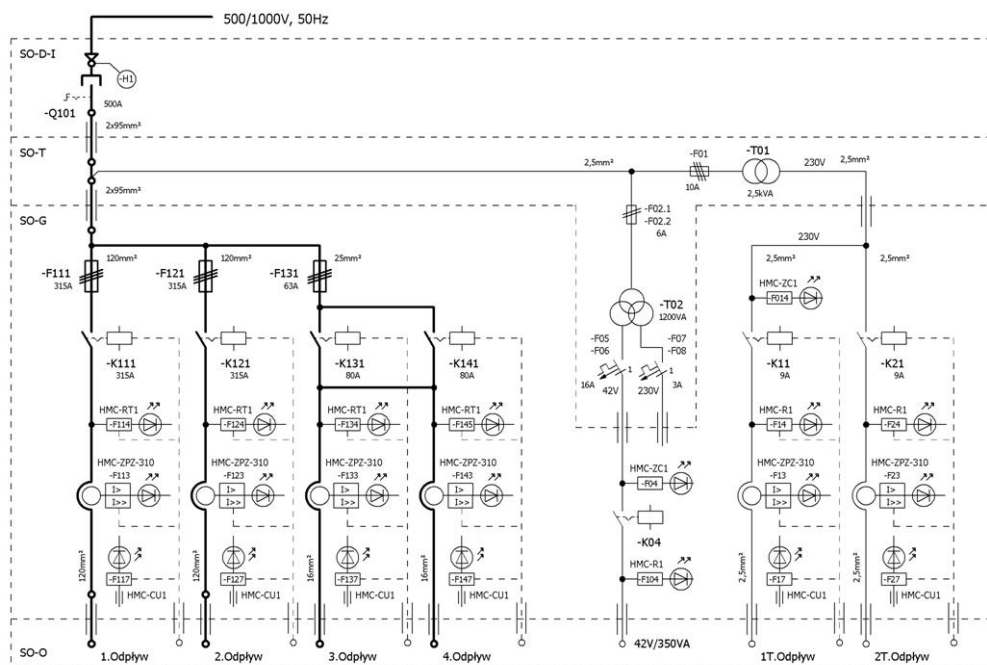 500/1000V, 50Hz
SO-D-I
-H1
500A
-Q101
2x95mm²
SO-T
2,5mm²
-F01
10A
-T01
2,5kVA
230V
2,5mm²
2x95mm²
SO-G
-F02.1
-F02.2
6A
230V
-F111
315A
120mm²
-F121
315A
120mm²
-F131
63A
25mm²
2,5mm²
2,5mm²
HMC-ZC1
-F014
-T02
1200VA
-K111
315A
-K121
315A
-K131
80A
-K141
80A
-F05
-F06
16A
1
42V
-F07
-F08
1
230V
3A
-K11
9A
-K21
9A
HMC-RT1
-F114
HMC-RT1
-F124
HMC-RT1
-F134
HMC-RT1
-F145
HMC-R1
-F14
HMC-R1
-F24
HMC-ZPZ-310
-F113
I>
I>>
HMC-ZPZ-310
-F123
I>
I>>
HMC-ZPZ-310
-F133
I>
I>>
HMC-ZPZ-310
-F143
I>
I>>
HMC-ZC1
-F04
HMC-ZPZ-310
-F13
I>
I>>
HMC-ZPZ-310
-F23
I>
I>>
-K04
120mm²
-F117
HMC-CU1
120mm²
-F127
HMC-CU1
16mm²
-F137
HMC-CU1
16mm²
-F147
HMC-CU1
HMC-R1
-F104
2,5mm²
-F17
HMC-CU1
2,5mm²
-F27
HMC-CU1
SO-O
1.Odpływ
2.Odpływ
3.Odpływ
4.Odpływ
42V/350VA
1T.Odpływ
2T.Odpływ